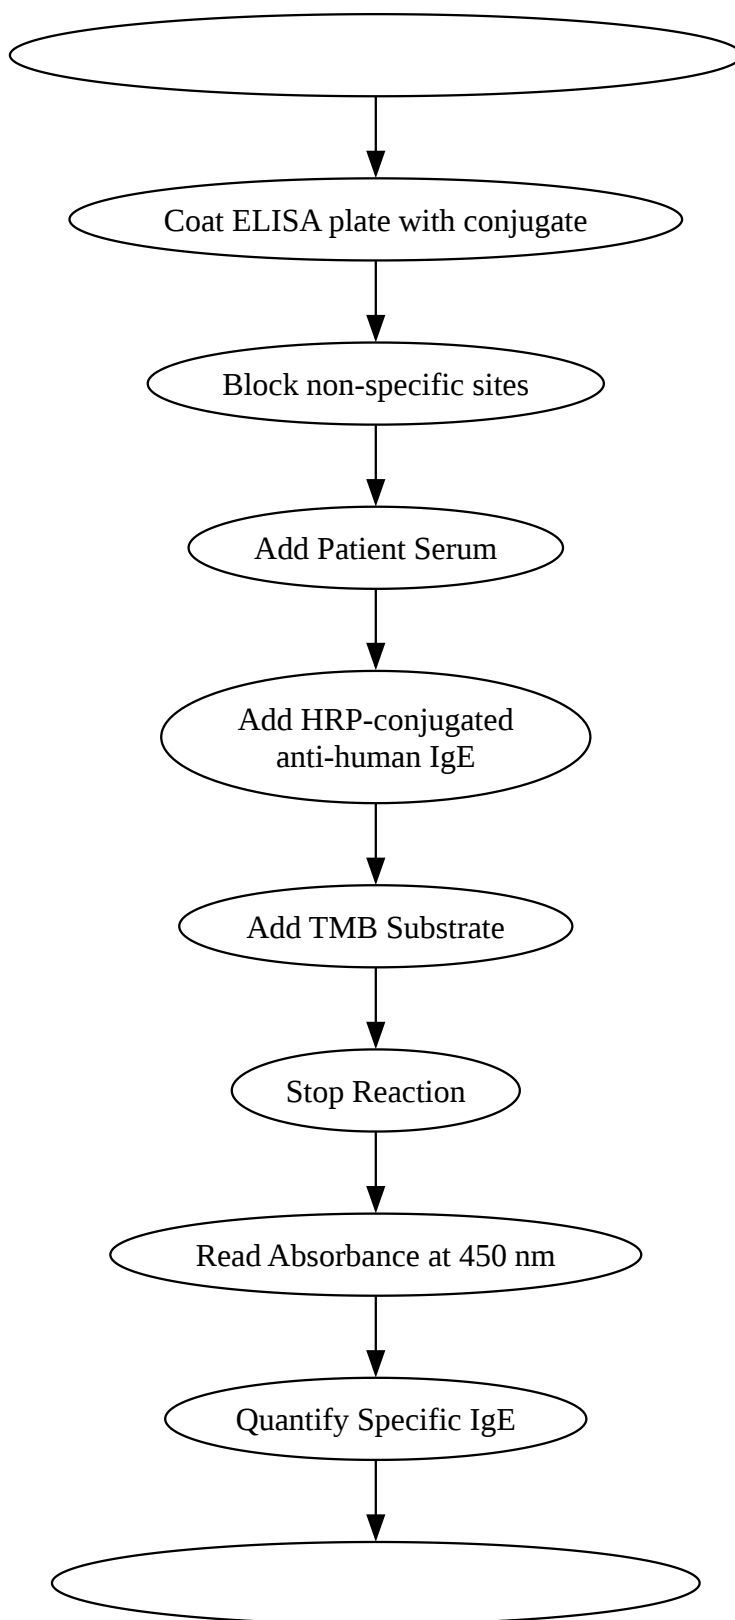 Coat ELISA plate with conjugate
Block non-specific sites
Add Patient Serum
Add HRP-conjugated
anti-human IgE
Add TMB Substrate
Stop Reaction
Read Absorbance at 450 nm
Quantify Specific IgE